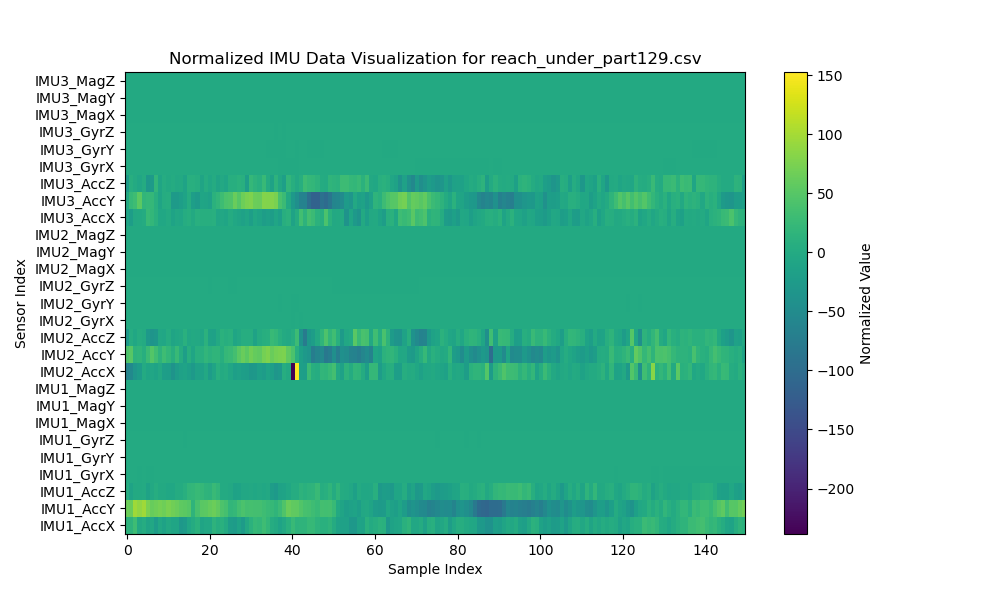 Normalized IMU Data Visualization for reach_under_part129.csv
IMU3_MagZ
IMU3_MagY
IMU3_MagX
IMU3_GyrZ
IMU3_GyrY
IMU3_GyrX
IMU3_AccZ
IMU3_AccY
IMU3_AccX
IMU2_MagZ
IMU2_MagY
IMU2_MagX
IMU2_GyrZ
IMU2_GyrY
IMU2_GyrX
IMU2_AccZ
IMU2_AccY
IMU2_AccX
IMU1_MagZ
IMU1_MagY
IMU1_MagX
IMU1_GyrZ
IMU1_GyrY
IMU1_GyrX
IMU1_AccZ
IMU1_AccY
IMU1_AccX
Sensor Index
0 20 40 60 80 100 120 140
Sample Index
150
100
50
0
−50
−100
−150
−200
Normalized Value